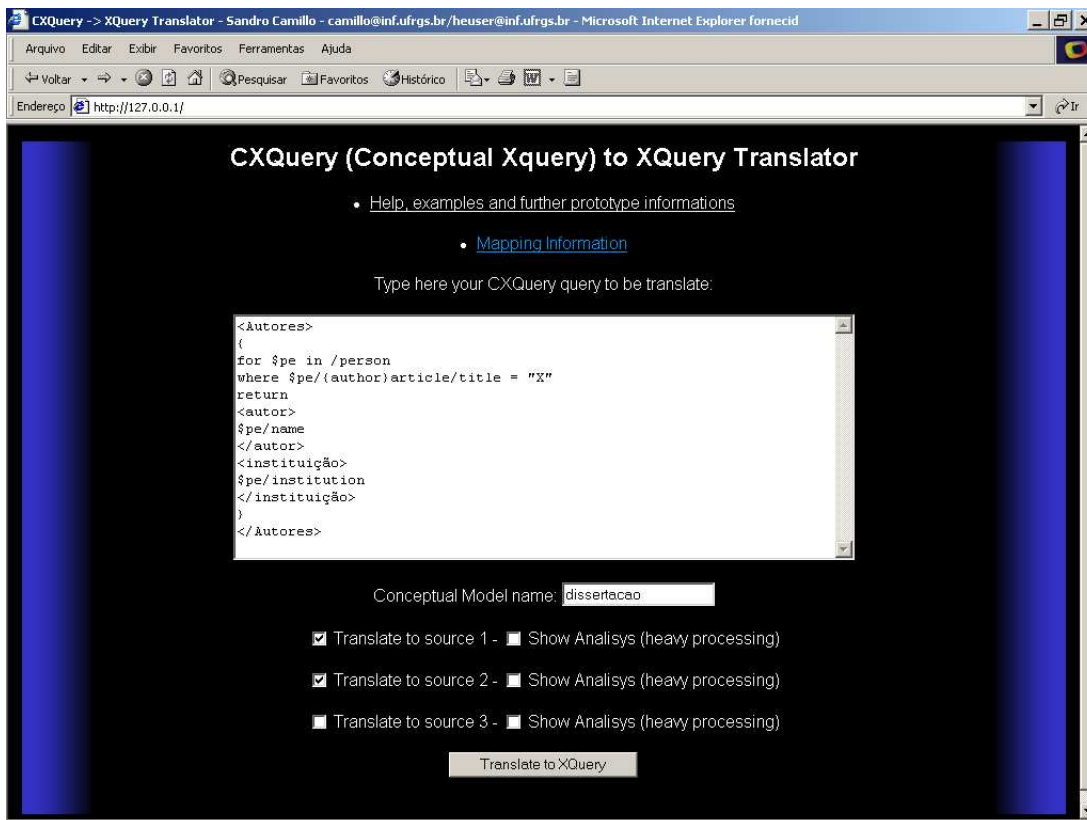 CXQuery -> XQuery Translator - Sandro Camillo - camillo@inf.ufrgs.br/heuser@inf.ufrgs.br - Microsoft Internet Explorer fornecid
Arquivo Editar Exibir Favoritos Ferramentas Ajuda
Voltar Pesquisar Favoritos Histórico
Endereço http://127.0.0.1/ Ir
CXQuery (Conceptual Xquery) to XQuery Translator
Help, examples and further prototype informations
Mapping Information
Type here your CXQuery query to be translate:
<Autores>
{
for $pe in /person
where $pe/{author}article/title = "X"
return
<autor>
$pe/name
</autor>
<instituição>
$pe/institution
</instituição>
}
</Autores>
Conceptual Model name: dissertacao
Translate to source 1 - Show Analisys (heavy processing)
Translate to source 2 - Show Analisys (heavy processing)
Translate to source 3 - Show Analisys (heavy processing)
Translate to XQuery